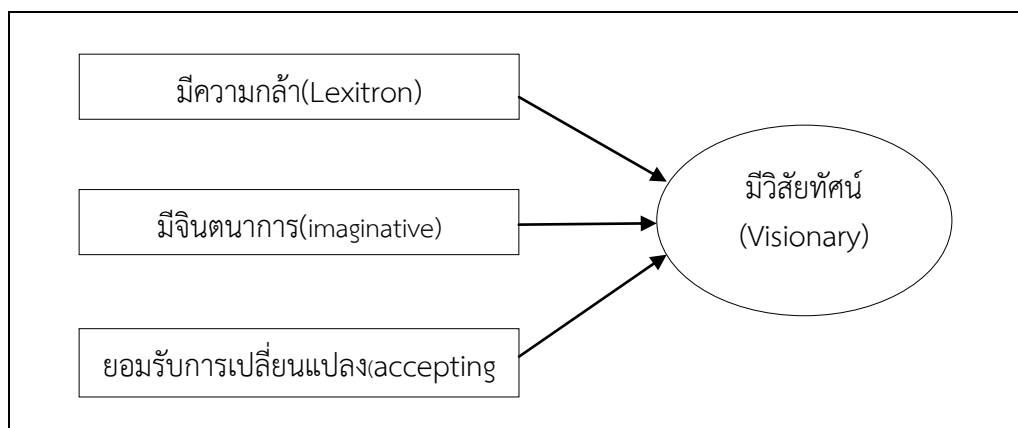 มีความกล้า(Lexitron)
มีจินตนาการ(imaginative)
ยอมรับการเปลี่ยนแปลง(accepting
มีวิสัยทัศน์
(Visionary)